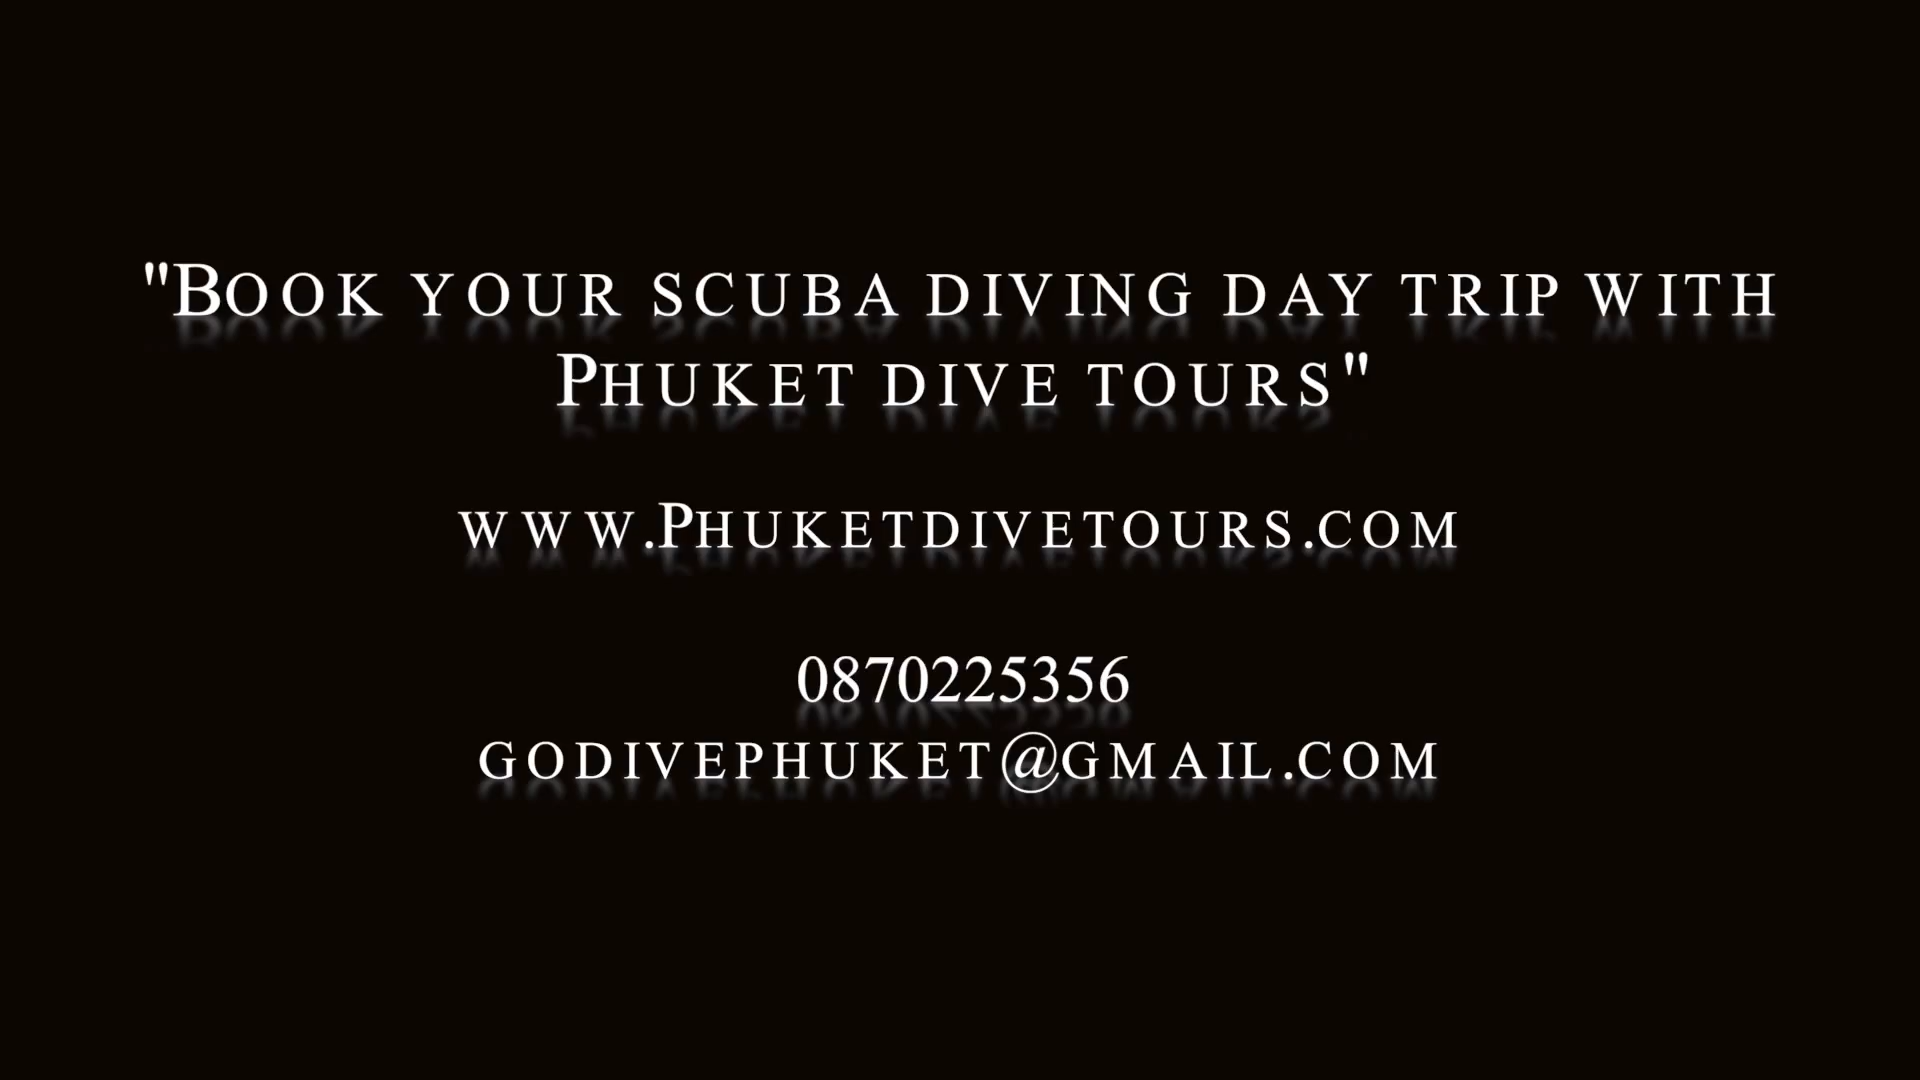 "Book your scuba diving day trip with
Phuket dive tours"
www.Phuketdivetours.com
0870225356
godivephuket@gmail.com